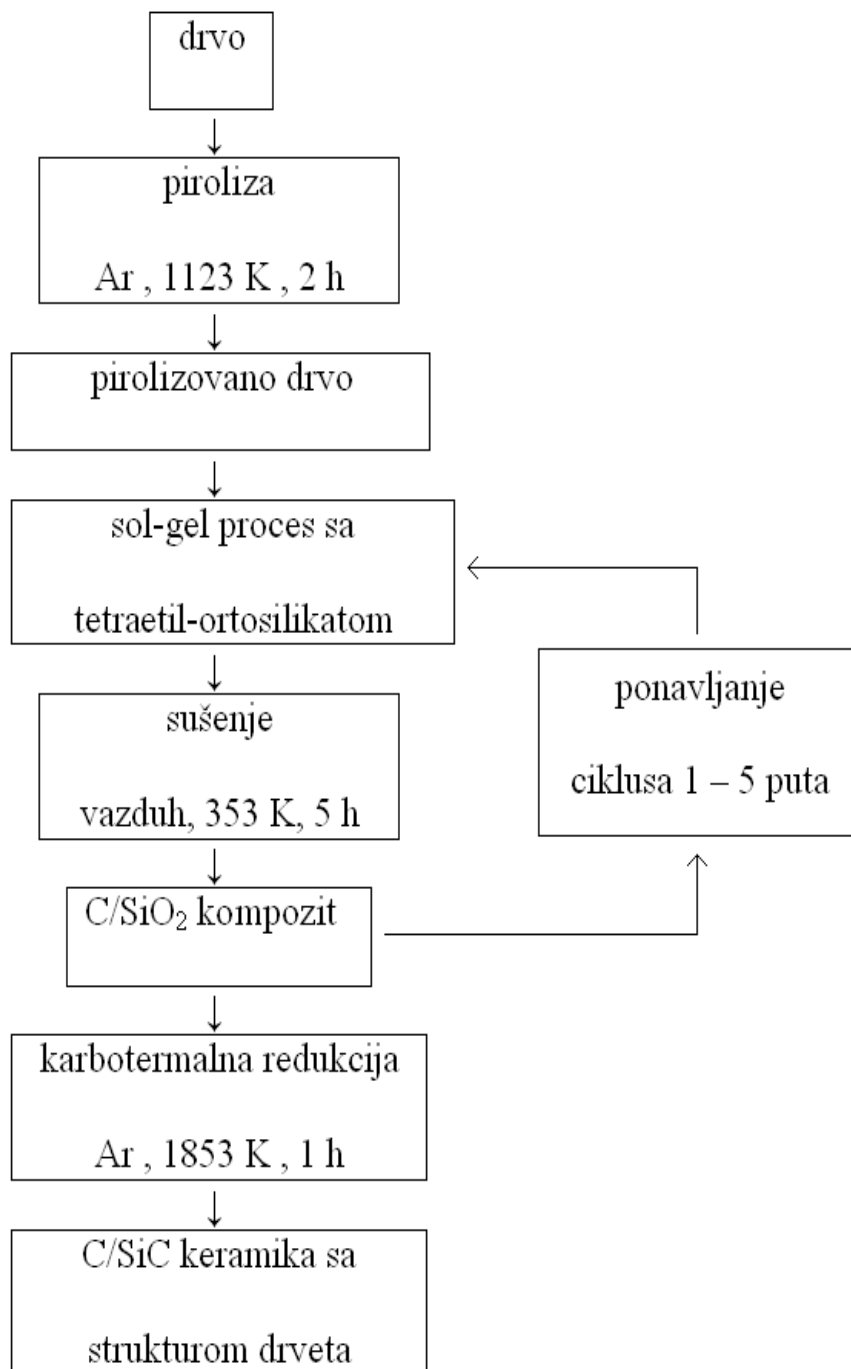 drvo
piroliza
Ar , 1123 K , 2 h
pirolizovano drvo
sol-gel proces sa
tetraetil-ortosilikatom
sušenje
vazduh, 353 K, 5 h
ponavljanje
ciklusa 1 – 5 puta
C/SiO₂ kompozit
karbotermalna redukcija
Ar , 1853 K , 1 h
C/SiC keramika sa
strukturom drveta